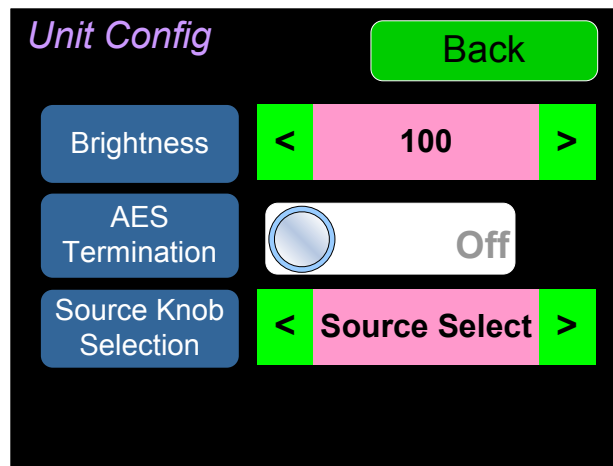 Unit Config
Back
Brightness
< 100 >
AES
Termination
Off
Source Knob
Selection
< Source Select >